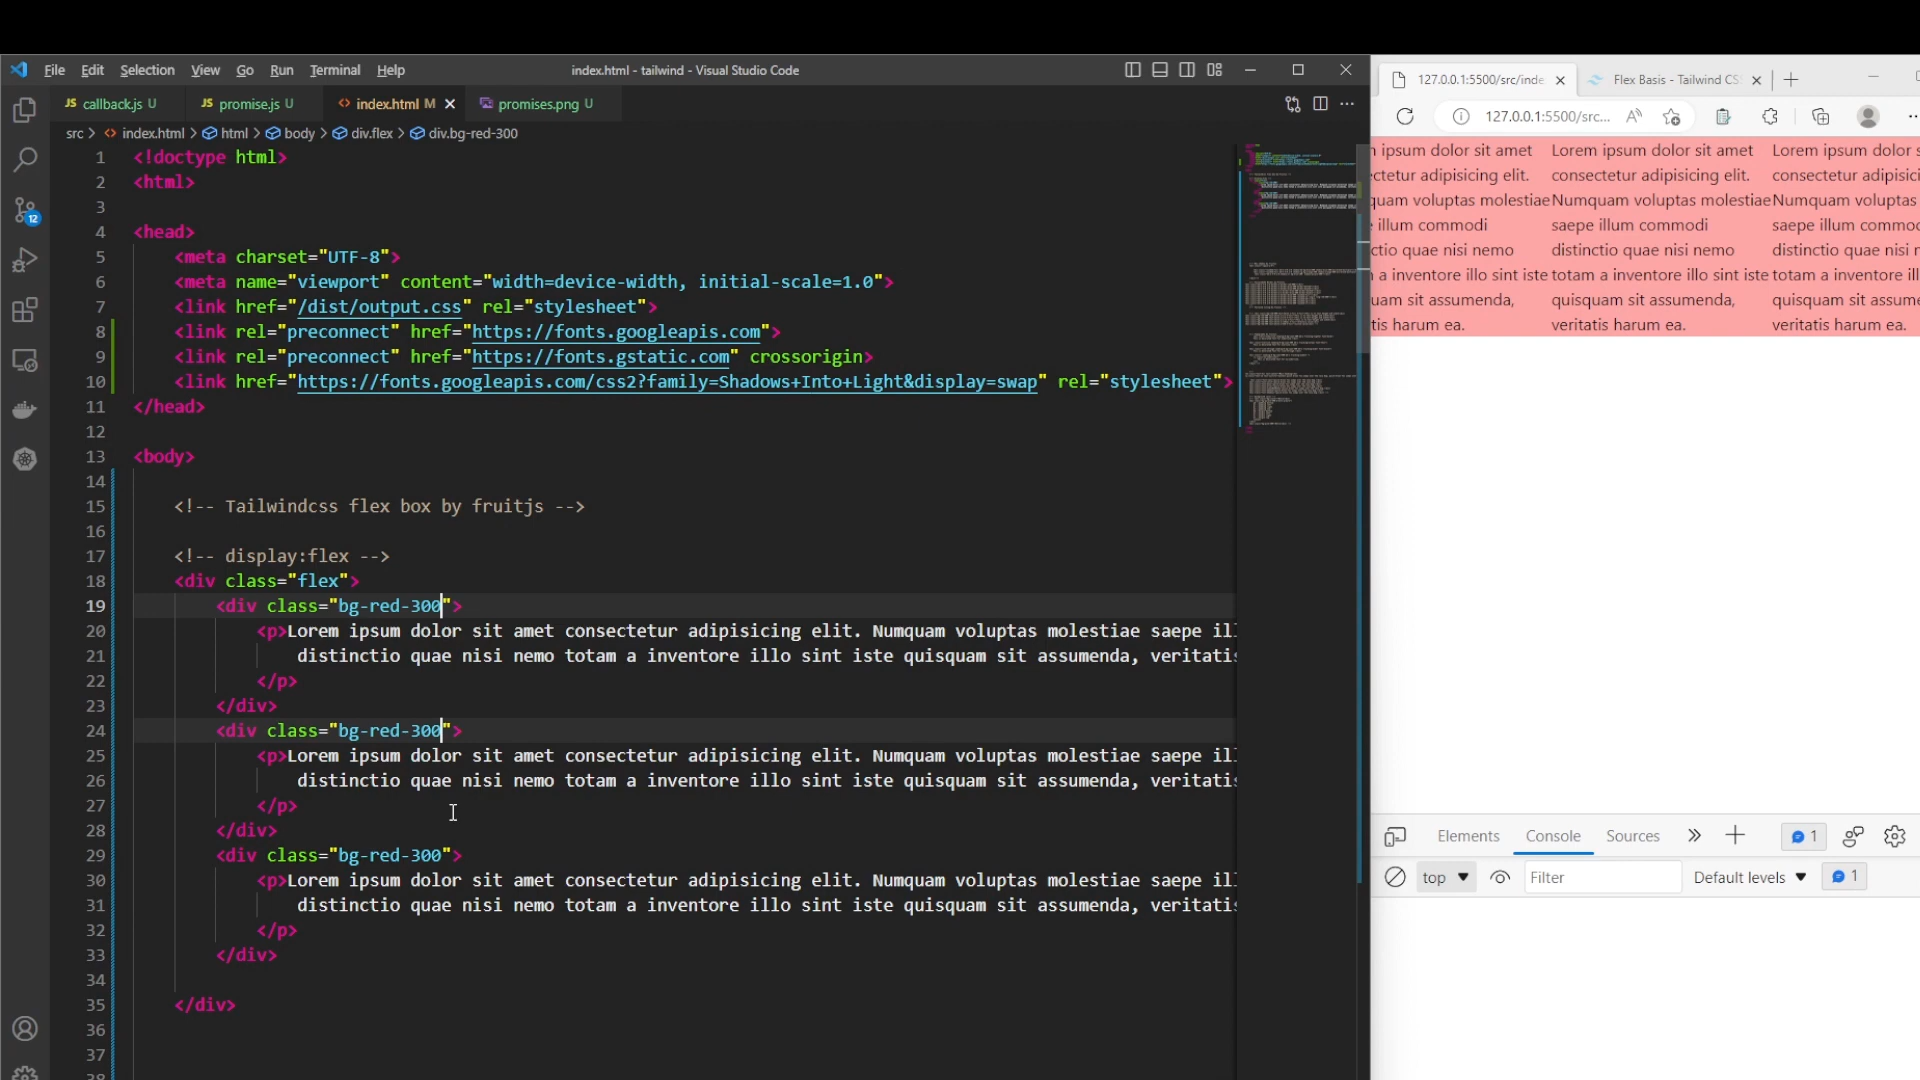 File Edit Selection View Go Run Terminal Help
index.html - tailwind - Visual Studio Code
JS callback.js U
JS promise.js U
<> index.html M
promises.png U
src > <> index.html > html > body > div.flex > div.bg-red-300
12
1 <!doctype html>
2 <html>
3
4 <head>
5 <meta charset="UTF-8">
6 <meta name="viewport" content="width=device-width, initial-scale=1.0">
7 <link href="/dist/output.css" rel="stylesheet">
8 <link rel="preconnect" href="https://fonts.googleapis.com">
9 <link rel="preconnect" href="https://fonts.gstatic.com" crossorigin>
10 <link href="https://fonts.googleapis.com/css2?family=Shadows+Into+Light&display=swap" rel="stylesheet">
11 </head>
12
13 <body>
14
15 <!-- Tailwindcss flex box by fruitjs -->
16
17 <!-- display:flex -->
18 <div class="flex">
19 <div class="bg-red-300">
20 <p>Lorem ipsum dolor sit amet consectetur adipisicing elit. Numquam voluptas molestiae saepe il
21 distinctio quae nisi nemo totam a inventore illo sint iste quisquam sit assumenda, veritatis
22 </p>
23 </div>
24 <div class="bg-red-300">
25 <p>Lorem ipsum dolor sit amet consectetur adipisicing elit. Numquam voluptas molestiae saepe il
26 distinctio quae nisi nemo totam a inventore illo sint iste quisquam sit assumenda, veritatis
27 </p>
28 </div>
29 <div class="bg-red-300">
30 <p>Lorem ipsum dolor sit amet consectetur adipisicing elit. Numquam voluptas molestiae saepe il
31 distinctio quae nisi nemo totam a inventore illo sint iste quisquam sit assumenda, veritatis
32 </p>
33 </div>
34
35 </div>
36
37
38
127.0.0.1:5500/src/inde
Flex Basis - Tailwind CS
127.0.0.1:5500/src...
ipsum dolor sit amet
ctetur adipisicing elit.
quam voluptas molestiae
illum commodi
ctio quae nisi nemo
a inventore illo sint iste
uam sit assumenda,
tis harum ea.
Lorem ipsum dolor sit amet
consectetur adipisicing elit.
Numquam voluptas molestiae
saepe illum commodi
distinctio quae nisi nemo
totam a inventore illo sint iste
quisquam sit assumenda,
veritatis harum ea.
Lorem ipsum dolor s
consectetur adipisici
Numquam voluptas
saepe illum commo
distinctio quae nisi r
totam a inventore ill
quisquam sit assume
veritatis harum ea.
Elements Console Sources
1
top
Filter
Default levels
1